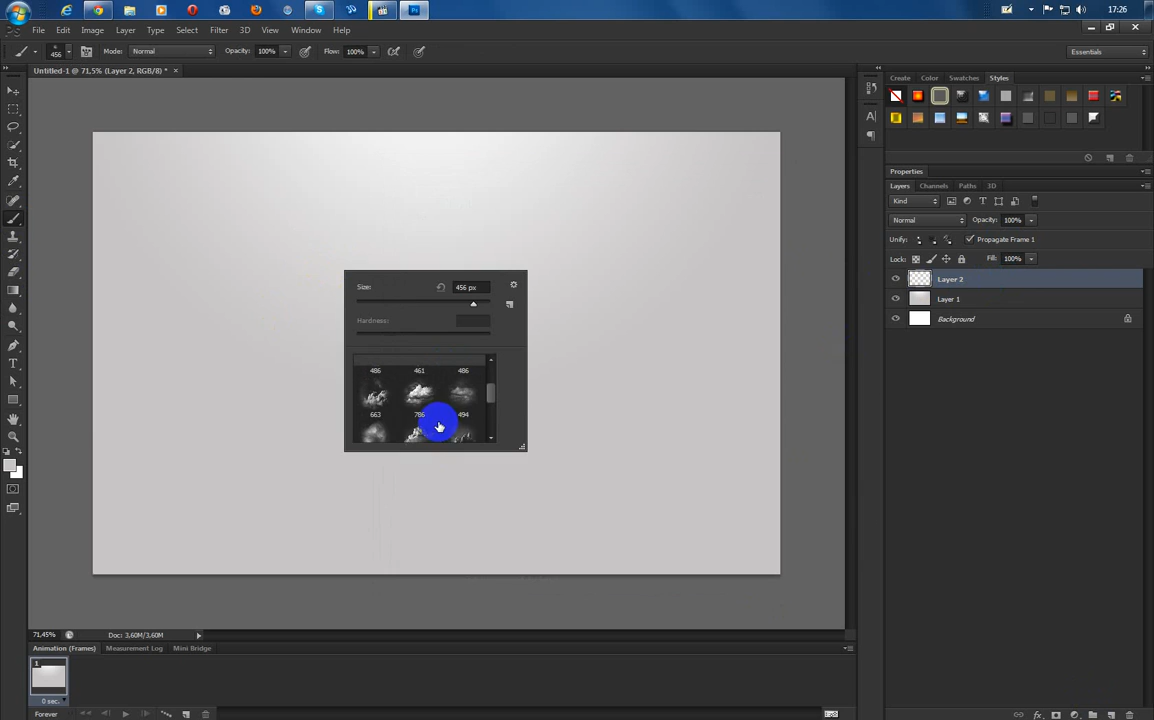 17:26
File Edit Image Layer Type Select Filter 3D View Window Help
456 Mode: Normal Opacity: 100% Flow: 100% Essentials
Untitled-1 @ 71,5% (Layer 2, RGB/8) *
Create Color Swatches Styles
Properties
Layers Channels Paths 3D
Kind
Normal Opacity: 100%
Unify: Propagate Frame 1
Lock: Fill: 100%
Layer 2
Layer 1
Background
Size: 456 px
Hardness:
486 461 486
663 786 494
71,45% Doc: 3,60M/3,60M
Animation (Frames) Measurement Log Mini Bridge
1
0 sec.
Forever